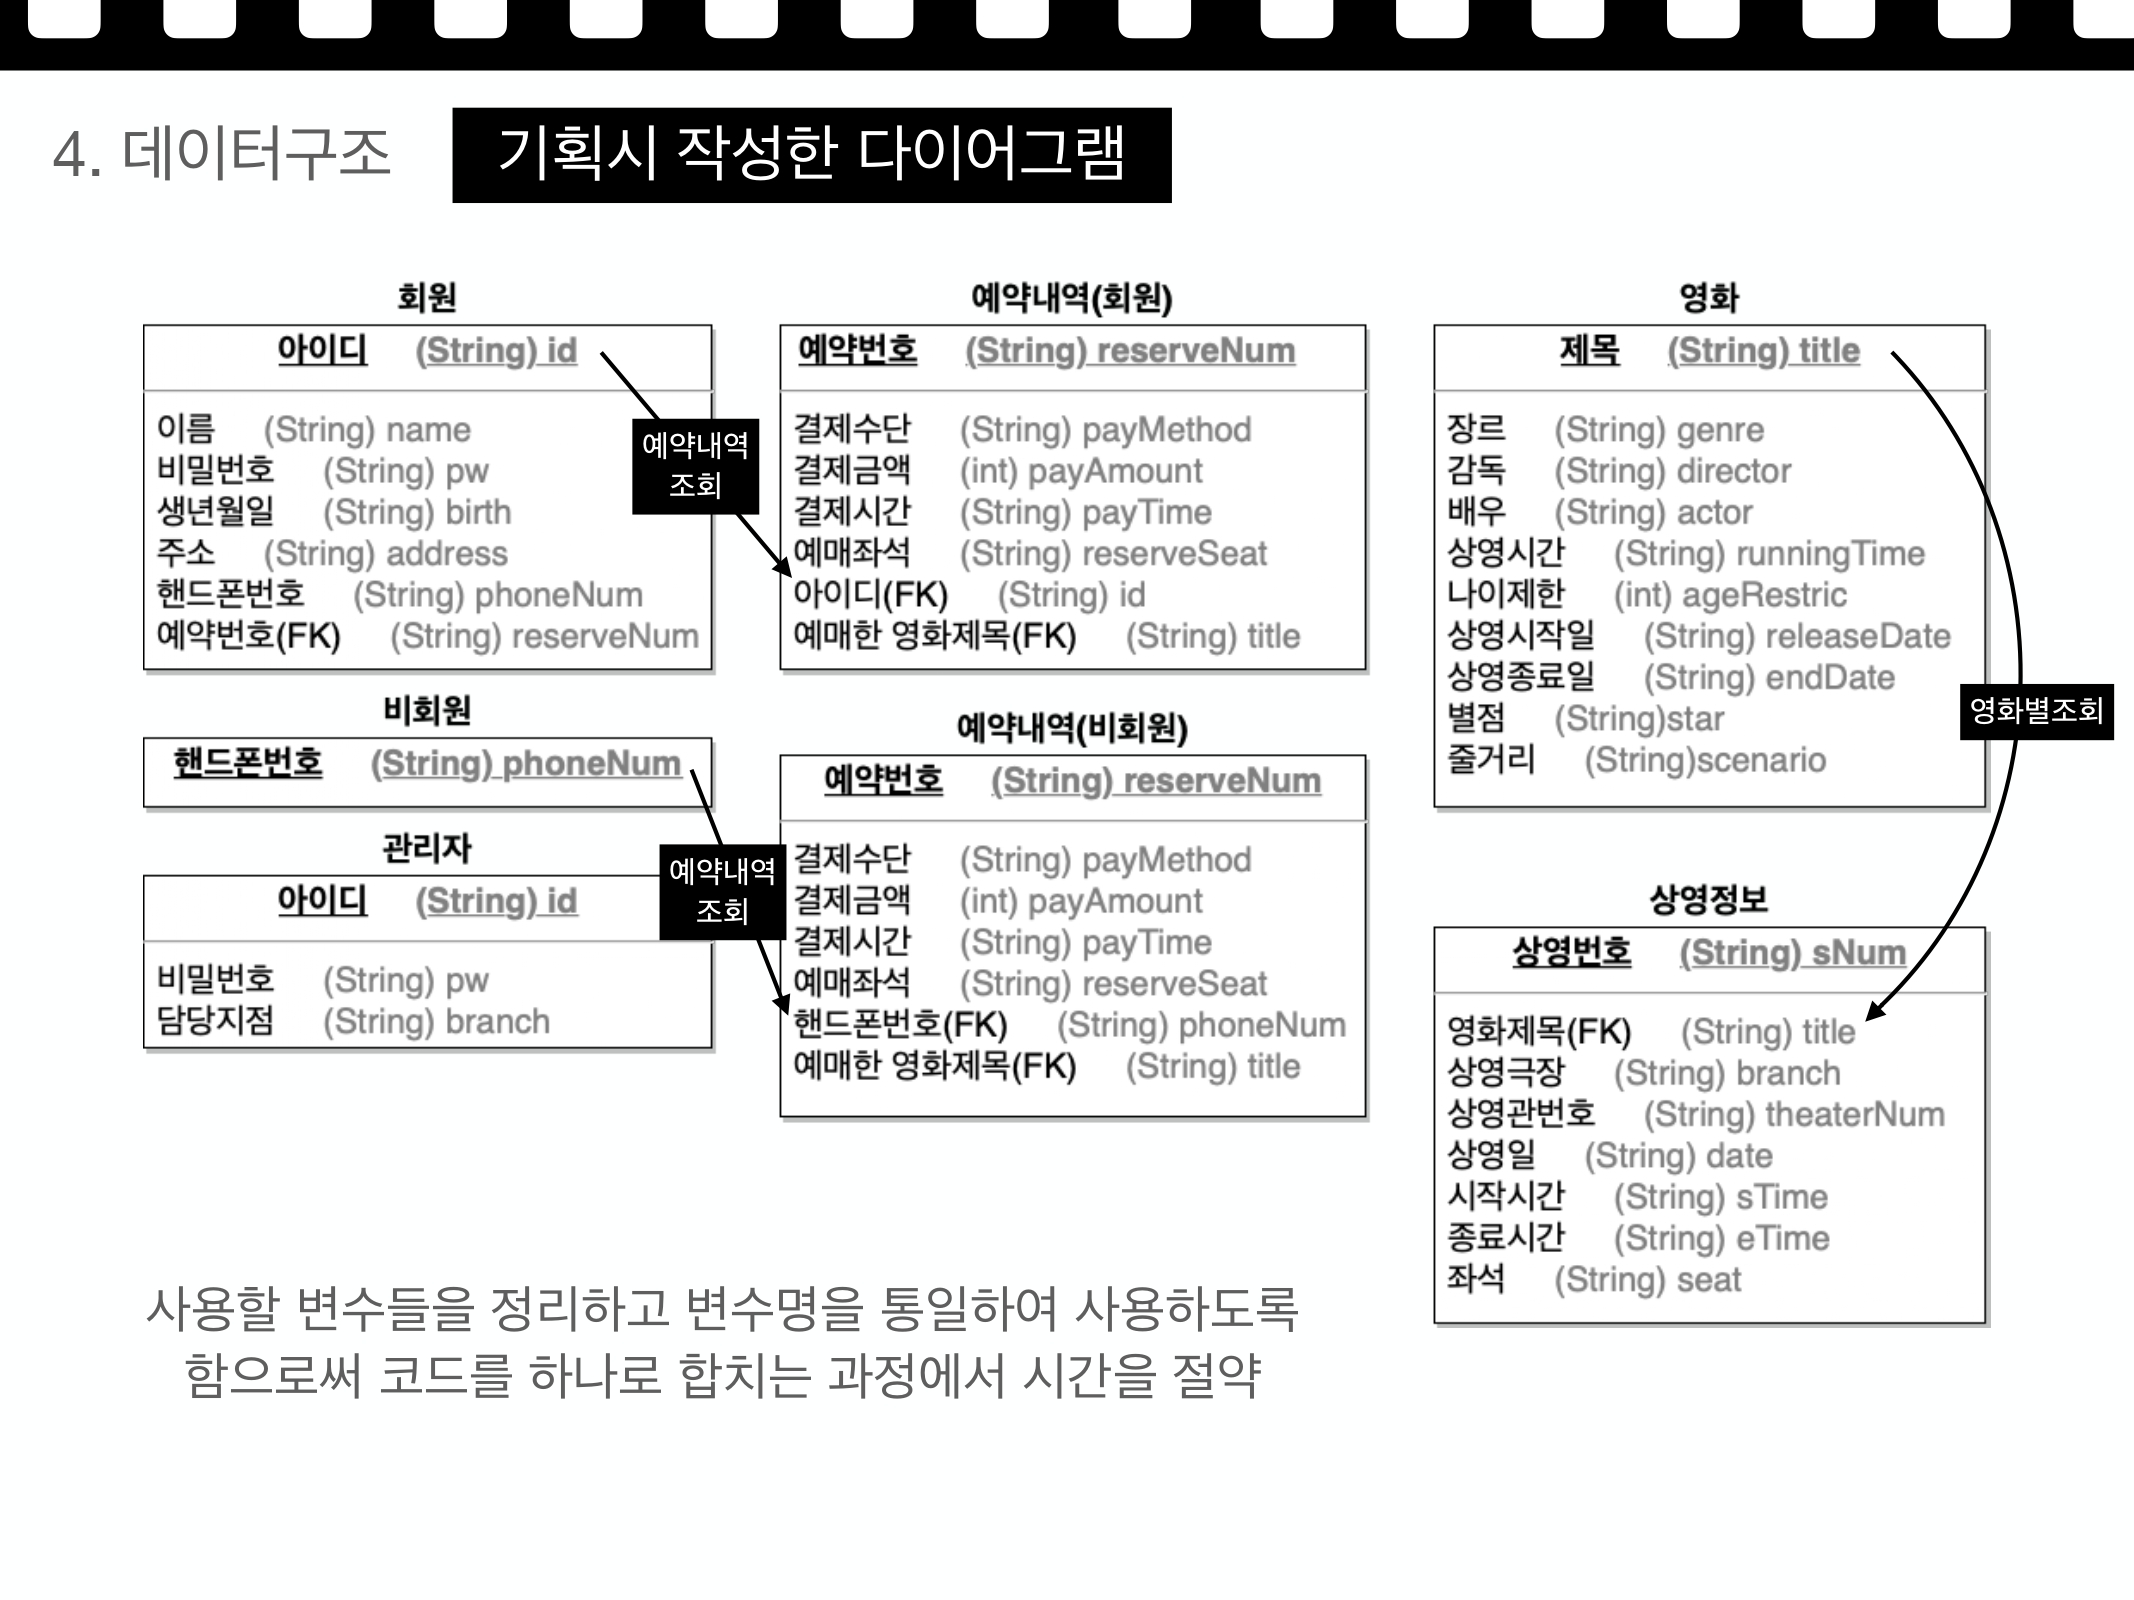 4. 데이터구조
기획시 작성한 다이어그램
회원
아이디 (String) id
이름 (String) name
비밀번호 (String) pw
생년월일 (String) birth
주소 (String) address
핸드폰번호 (String) phoneNum
예약번호(FK) (String) reserveNum
예약내역
조회
비회원
핸드폰번호 (String) phoneNum
관리자
아이디 (String) id
비밀번호 (String) pw
담당지점 (String) branch
예약내역
조회
예약내역(회원)
예약번호 (String) reserveNum
결제수단 (String) payMethod
결제금액 (int) payAmount
결제시간 (String) payTime
예매좌석 (String) reserveSeat
아이디(FK) (String) id
예매한 영화제목(FK) (String) title
예약내역(비회원)
예약번호 (String) reserveNum
결제수단 (String) payMethod
결제금액 (int) payAmount
결제시간 (String) payTime
예매좌석 (String) reserveSeat
핸드폰번호(FK) (String) phoneNum
예매한 영화제목(FK) (String) title
영화
제목 (String) title
장르 (String) genre
감독 (String) director
배우 (String) actor
상영시간 (String) runningTime
나이제한 (int) ageRestric
상영시작일 (String) releaseDate
상영종료일 (String) endDate
별점 (String)star
줄거리 (String)scenario
영화별조회
상영정보
상영번호 (String) sNum
영화제목(FK) (String) title
상영극장 (String) branch
상영관번호 (String) theaterNum
상영일 (String) date
시작시간 (String) sTime
종료시간 (String) eTime
좌석 (String) seat
사용할 변수들을 정리하고 변수명을 통일하여 사용하도록
함으로써 코드를 하나로 합치는 과정에서 시간을 절약